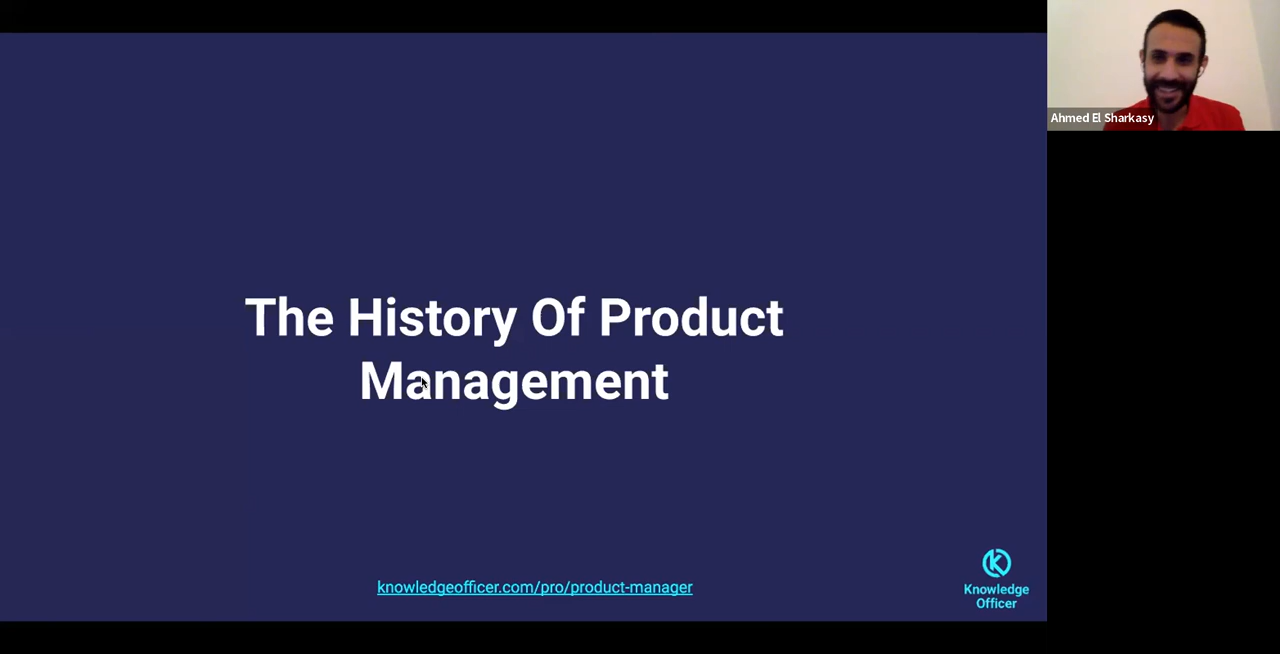 Ahmed El Sharkasy
The History Of Product
Management
knowledgeofficer.com/pro/product-manager
Knowledge
Officer